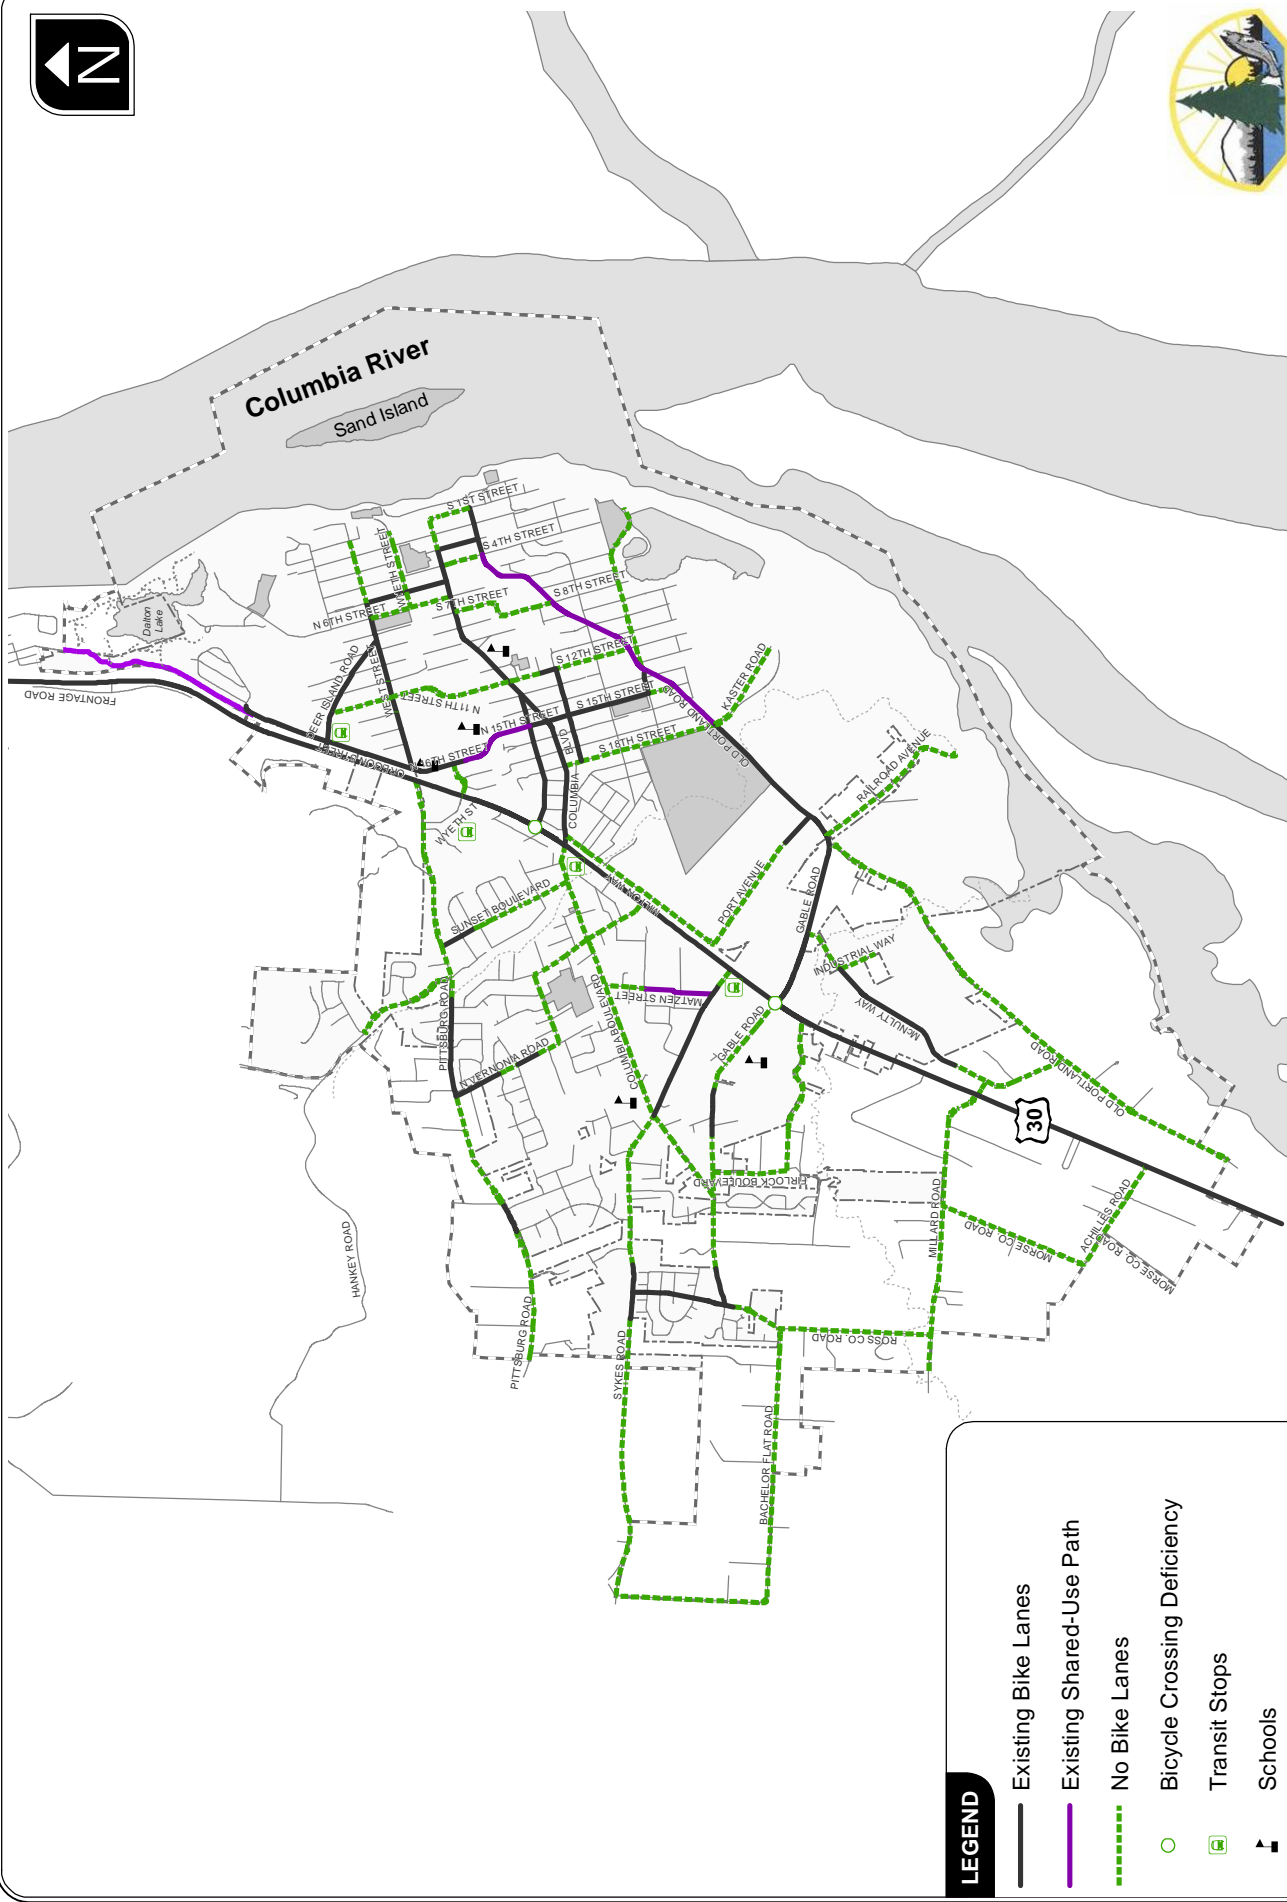 N
Columbia River
Sand Island
Dalton
Lake
FRONTAGE ROAD
DEER ISLAND ROAD
OREGON STREET
WEST STREET
N 6TH STREET
WYETH STREET
S 1ST STREET
S 4TH STREET
S 7TH STREET
S 8TH STREET
N 11TH STREET
S 12TH STREET
N 15TH STREET
S 15TH STREET
N 16TH STREET
S 18TH STREET
WYETH ST
COLUMBIA
BLVD
OLD PORTLAND ROAD
KASTER ROAD
RAILROAD AVENUE
SUNSET BOULEVARD
MILTON WAY
PORT AVENUE
GABLE ROAD
INDUSTRIAL WAY
McNULTY WAY
PITTSBURG ROAD
N VERNONIA ROAD
COLUMBIA BOULEVARD
MATZEN STREET
GABLE ROAD
OLD PORTLAND ROAD
30
FIRLOCK BOULEVARD
MILLARD ROAD
MORSE CO. ROAD
ACHILLES ROAD
MORSE CO. ROAD
HANKEY ROAD
PITTSBURG ROAD
SYKES ROAD
ROSS CO. ROAD
BACHELOR FLAT ROAD
LEGEND
Existing Bike Lanes
Existing Shared-Use Path
No Bike Lanes
Bicycle Crossing Deficiency
Transit Stops
Schools